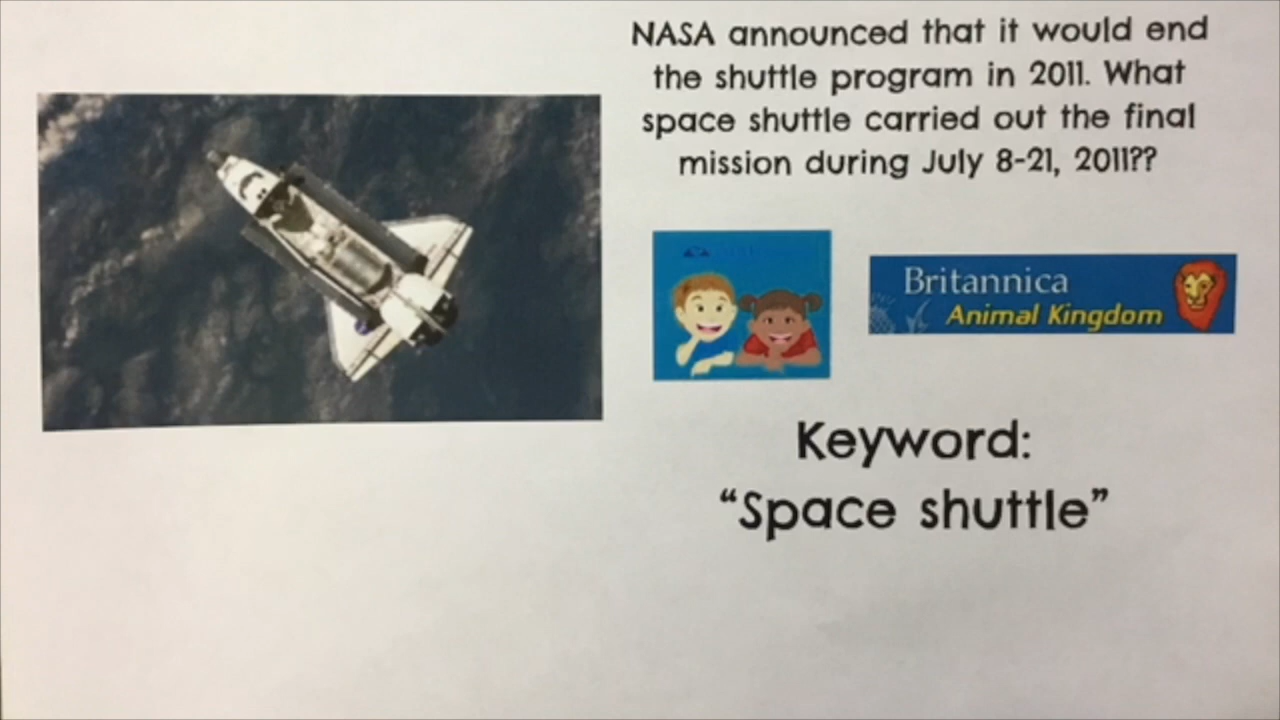 NASA announced that it would end
the shuttle program in 2011. What
space shuttle carried out the final
mission during July 8-21, 2011??
Britannica
Animal Kingdom
Keyword:
“Space shuttle”